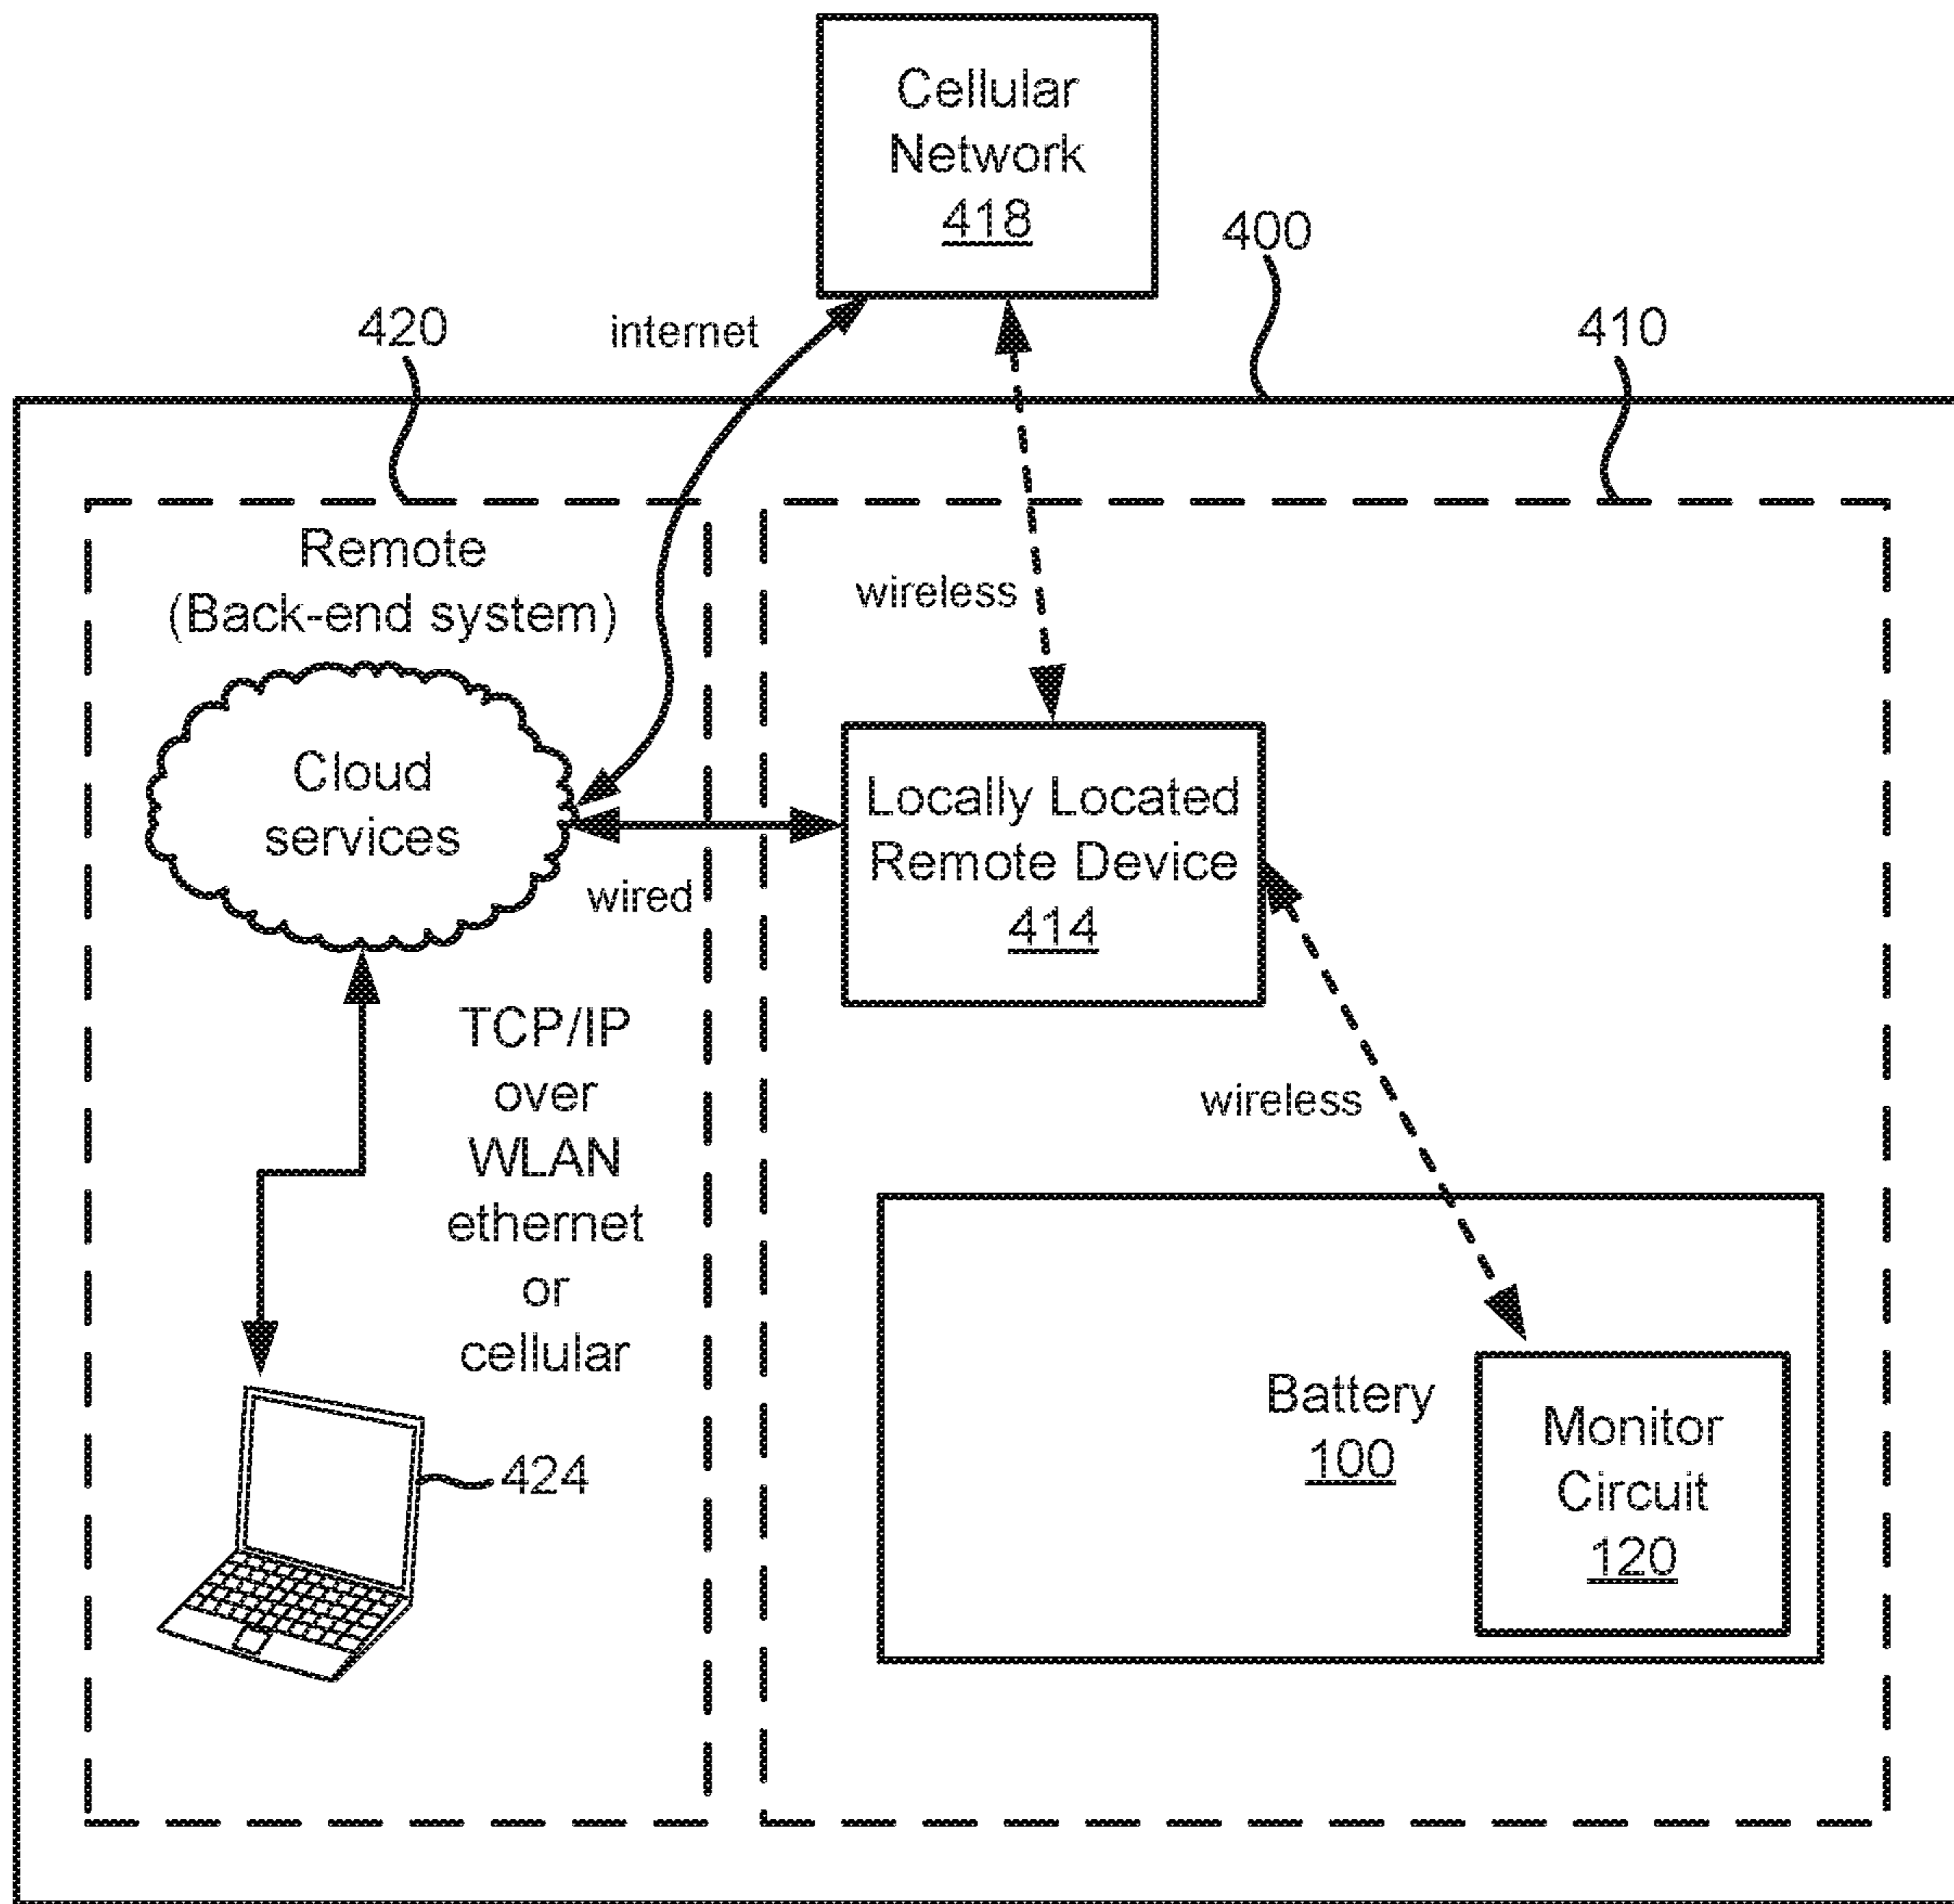 Cellular
Network
418
400
420
internet
410
Remote
(Back-end system)
wireless
Cloud
services
Locally Located
Remote Device
414
wired
TCP/IP
over
WLAN
ethernet
or
cellular
wireless
424
Battery
100
Monitor
Circuit
120